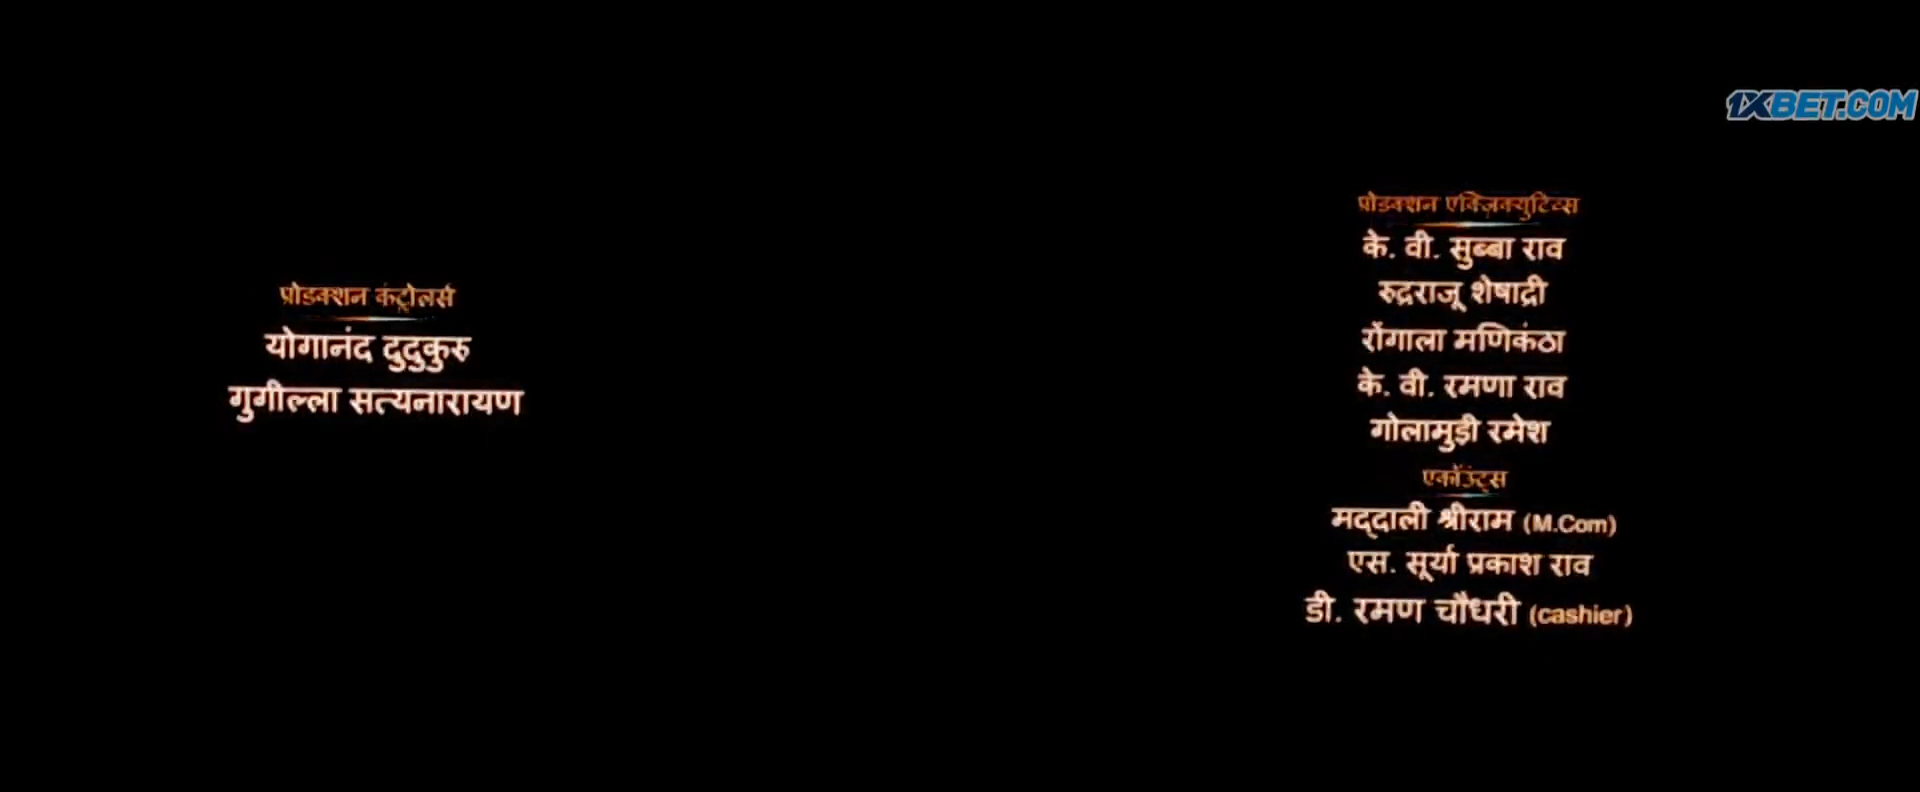 1XBET.COM
प्रोडक्शन कंट्रोलर्स
योगानंद दुदुकुरु
गुगील्ला सत्यनारायण
प्रोडक्शन एक्ज़िक्युटिव्स
के. वी. सुब्बा राव
रुद्रराजू शेषाद्री
रोंगाला मणिकंठा
के. वी. रमणा राव
गोलामुडी रमेश
एकॉउंट्स
मद्दाली श्रीराम (M.Com)
एस. सूर्या प्रकाश राव
डी. रमण चौधरी (cashier)